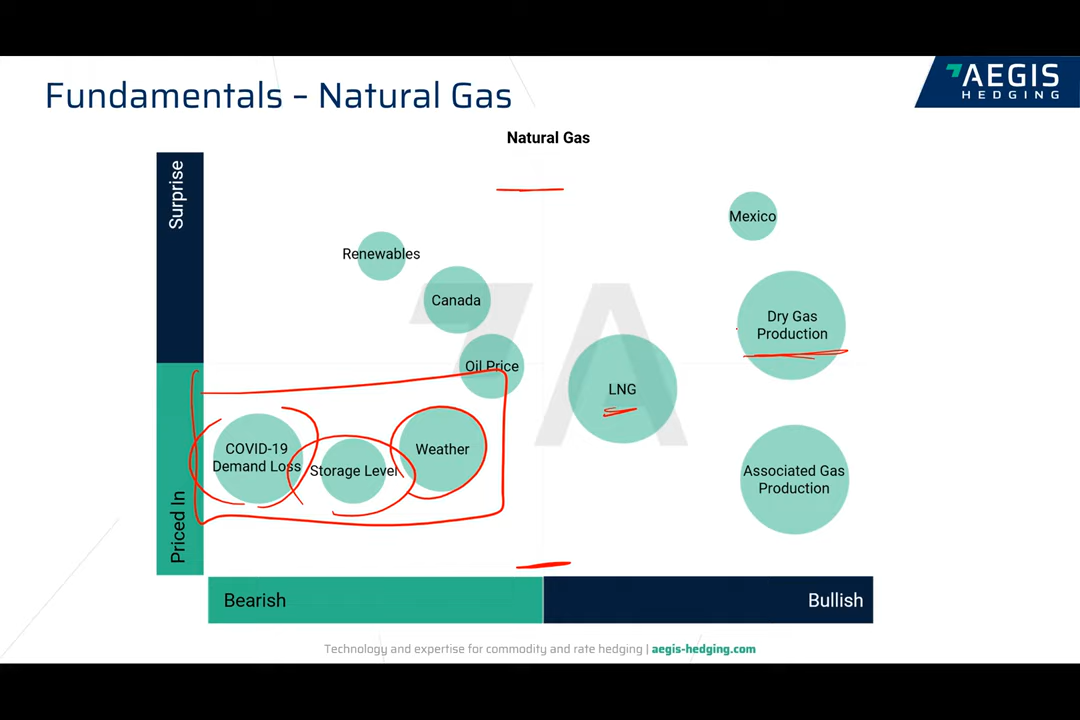 Fundamentals – Natural Gas
AEGIS
HEDGING
Natural Gas
Surprise
Mexico
Renewables
Canada
Dry Gas
Production
Oil Price
LNG
COVID-19
Demand Loss
Storage Level
Weather
Associated Gas
Production
Priced In
Bearish
Bullish
Technology and expertise for commodity and rate hedging | aegis-hedging.com